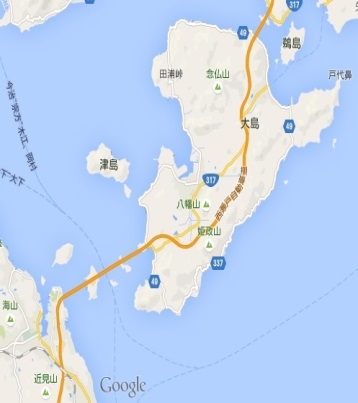 49
317
鵜島
田浦峠
念仏山
戸代鼻
大島
49
津島
317
八幡山
西瀬戸自動車道
姫政山
337
49
海山
近見山
Google